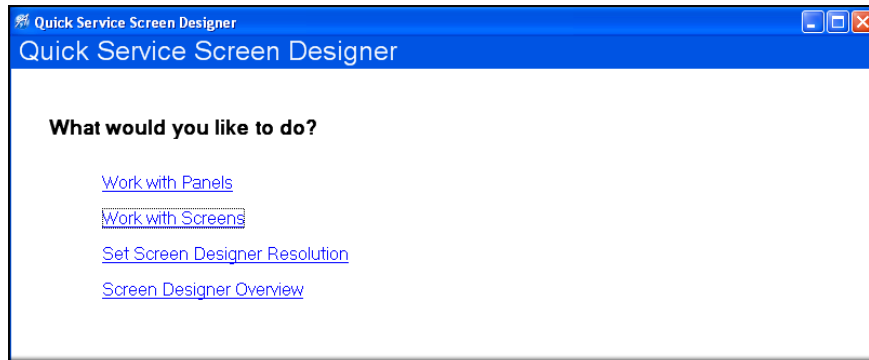 Quick Service Screen Designer
Quick Service Screen Designer
What would you like to do?
Work with Panels
Work with Screens
Set Screen Designer Resolution
Screen Designer Overview